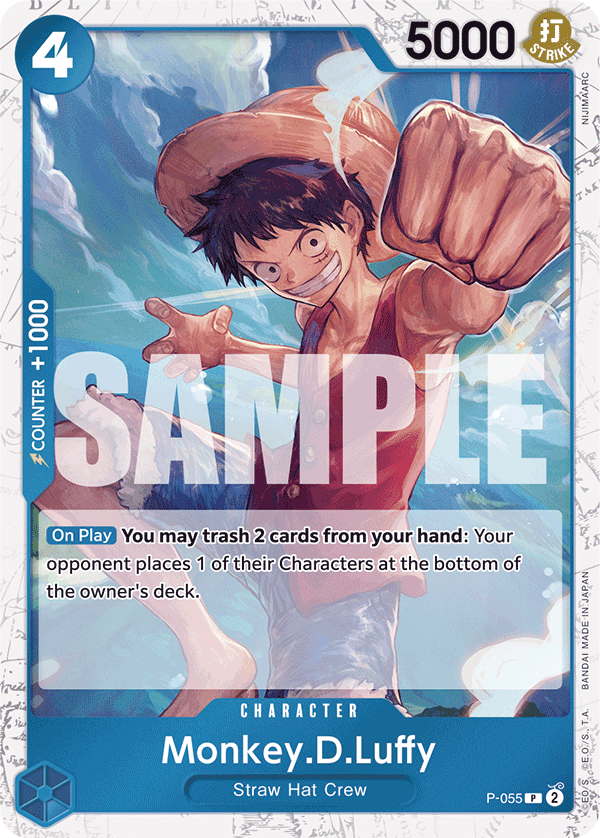 4
5000
打
STRIKE
NIJIMAARC
COUNTER +1000
SAMPLE
On Play You may trash 2 cards from your hand: Your
opponent places 1 of their Characters at the bottom of
the owner's deck.
CHARACTER
Monkey.D.Luffy
Straw Hat Crew
P-055 P 2
©E.O./S. ©E.O./S.,T.A. BANDAI MADE IN JAPAN